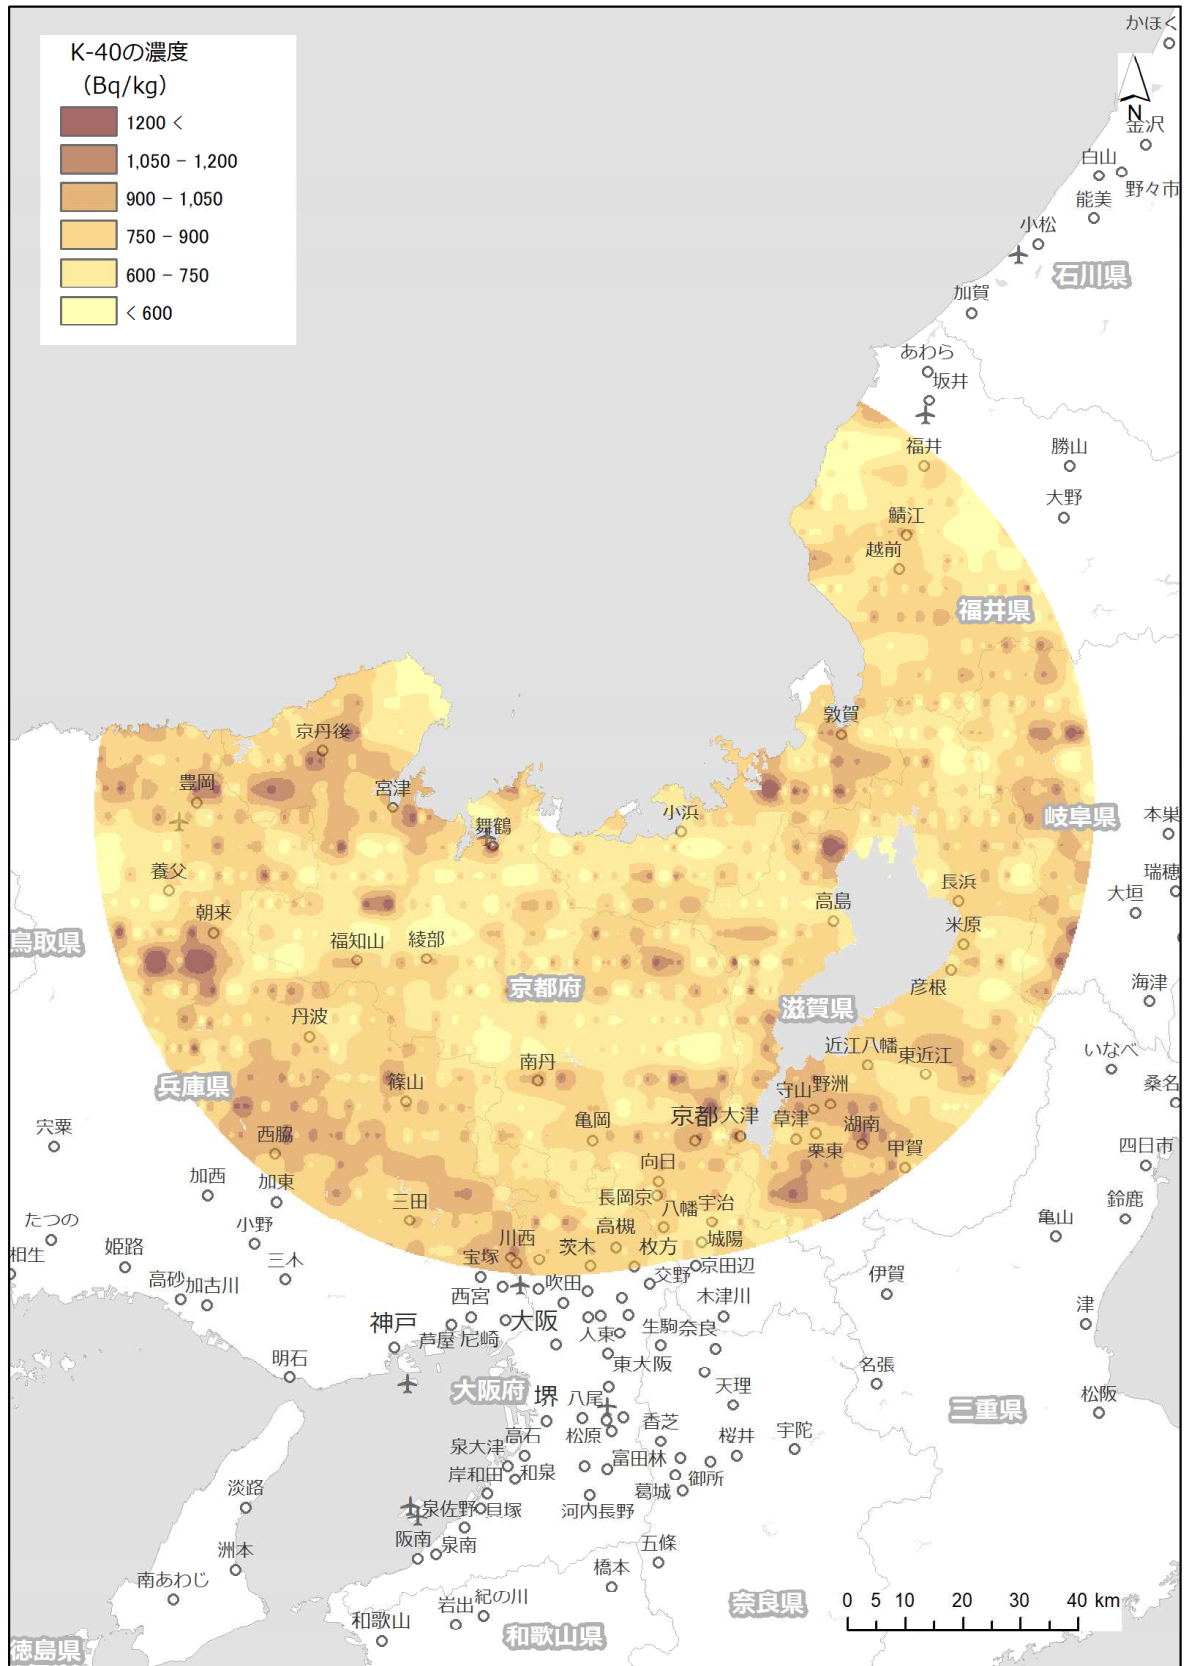 K-40の濃度
（Bq/kg）
1200 <
1,050 − 1,200
900 − 1,050
750 − 900
600 − 750
< 600
かほく
N
金沢
白山
野々市
能美
小松
石川県
加賀
あわら
坂井
福井
勝山
大野
鯖江
越前
福井県
敦賀
京丹後
豊岡
宮津
小浜
舞鶴
岐阜県
本巣
養父
瑞穂
長浜
大垣
高島
朝来
米原
鳥取県
福知山
綾部
京都府
彦根
海津
滋賀県
丹波
近江八幡
東近江
いなべ
南丹
兵庫県
篠山
守山
野洲
桑名
宍粟
亀岡
京都
大津
草津
湖南
西脇
栗東
甲賀
四日市
向日
加西
加東
三田
長岡京
八幡
宇治
鈴鹿
たつの
小野
高槻
亀山
相生
姫路
三木
川西
宝塚
茨木
枚方
城陽
京田辺
高砂
加古川
吹田
交野
伊賀
西宮
木津川
津
神戸
芦屋
尼崎
大阪
生駒
奈良
明石
東大阪
名張
大阪府
天理
松阪
堺
八尾
三重県
香芝
高石
松原
桜井
宇陀
泉大津
富田林
岸和田
和泉
御所
淡路
葛城
泉佐野
貝塚
河内長野
阪南
泉南
五條
洲本
橋本
南あわじ
紀の川
岩出
奈良県
和歌山
和歌山県
徳島県
0 5 10 20 30 40 km